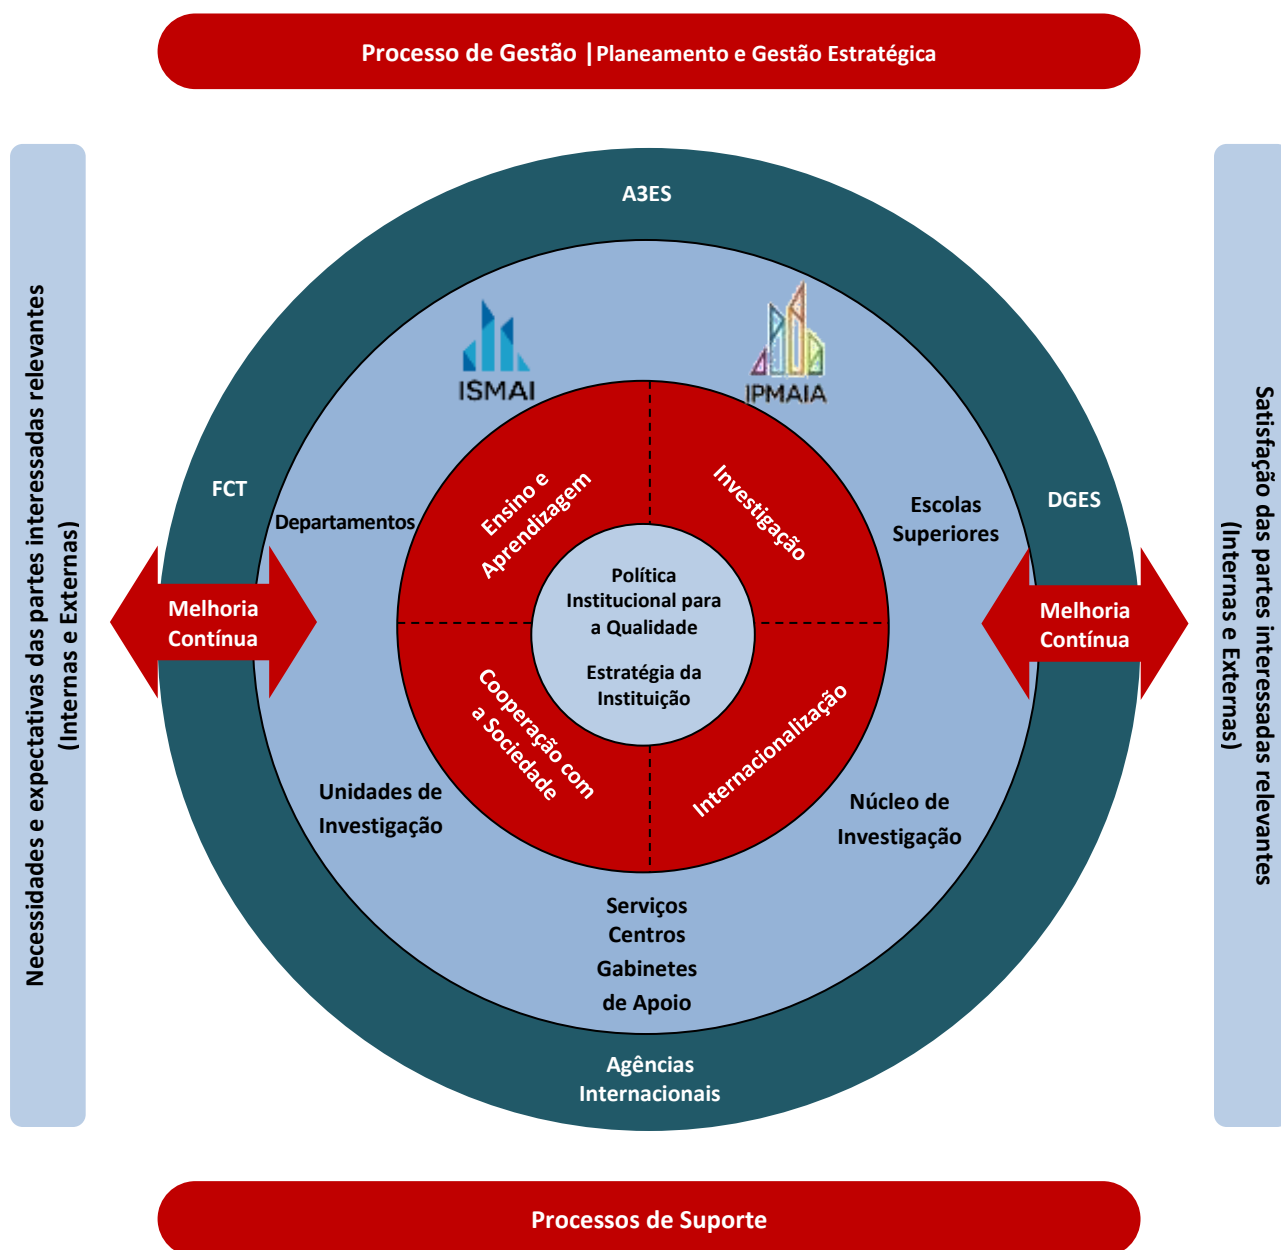 Processo de Gestão |Planeamento e Gestão Estratégica
Necessidades e expectativas das partes interessadas relevantes
(Internas e Externas)
A3ES
ISMAI
IPMAIA
FCT
DGES
Departamentos
Escolas
Superiores
Ensino e
Aprendizagem
Investigação
Política
Institucional para
a Qualidade
Estratégia da
Instituição
Melhoria
Contínua
Melhoria
Contínua
Cooperação com
a Sociedade
Internacionalização
Unidades de
Investigação
Núcleo de
Investigação
Serviços
Centros
Gabinetes
de Apoio
Agências
Internacionais
Satisfação das partes interessadas relevantes
(Internas e Externas)
Processos de Suporte